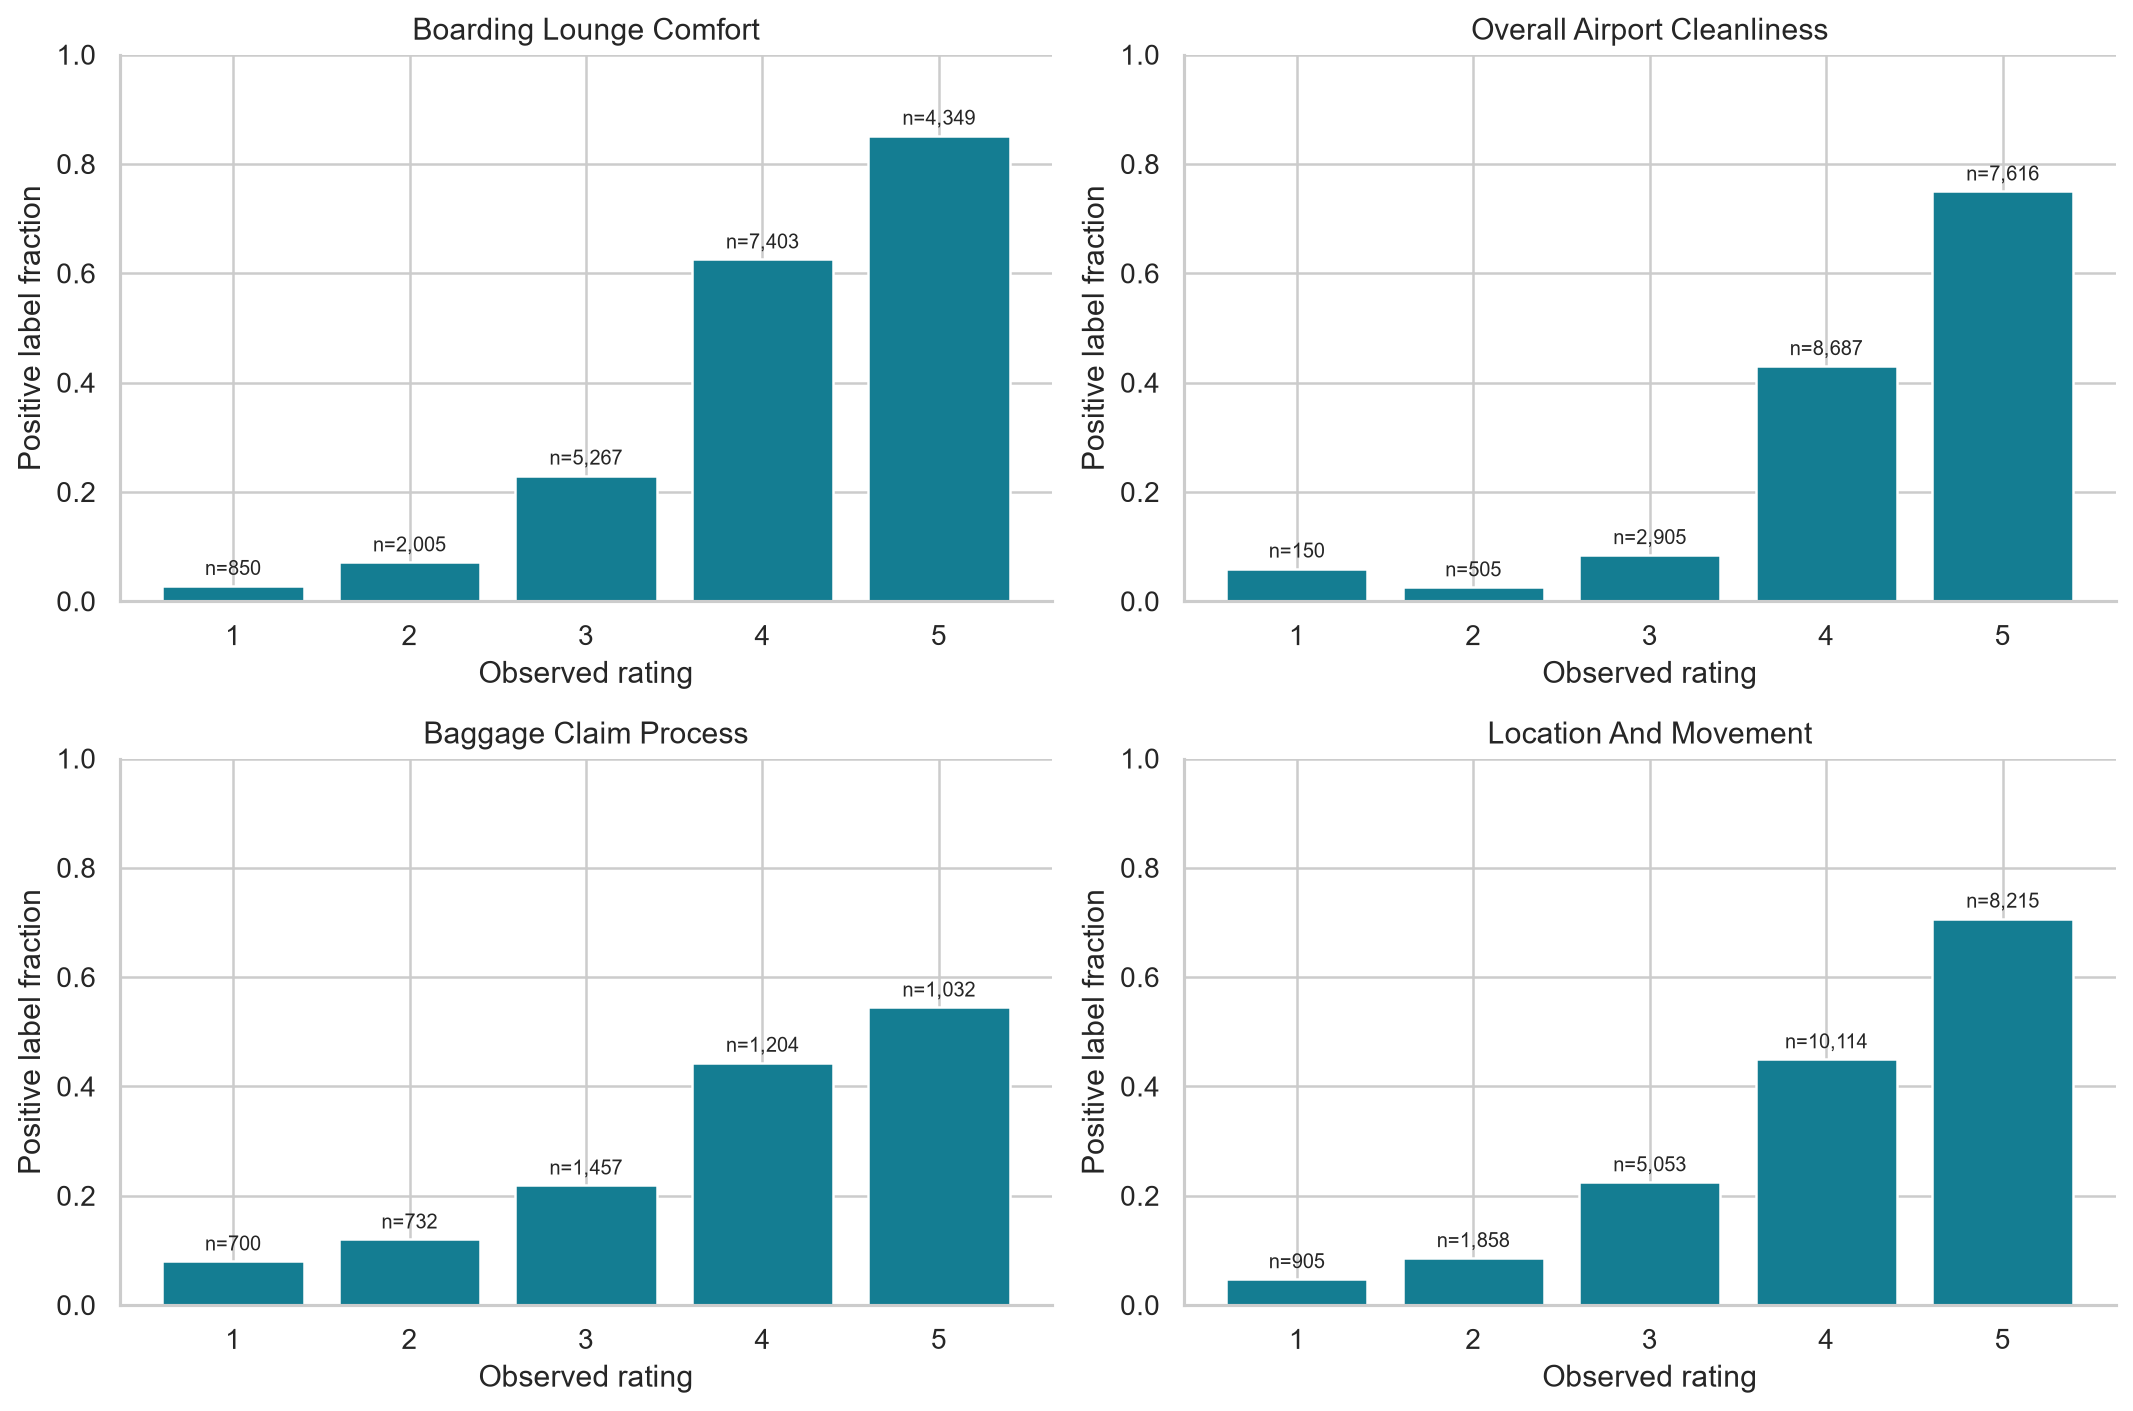 Boarding Lounge Comfort
1.0
0.8
0.6
0.4
0.2
0.0
Positive label fraction
n=850
n=2,005
n=5,267
n=7,403
n=4,349
1 2 3 4 5
Observed rating
Overall Airport Cleanliness
1.0
0.8
0.6
0.4
0.2
0.0
Positive label fraction
n=150
n=505
n=2,905
n=8,687
n=7,616
1 2 3 4 5
Observed rating
Baggage Claim Process
1.0
0.8
0.6
0.4
0.2
0.0
Positive label fraction
n=700
n=732
n=1,457
n=1,204
n=1,032
1 2 3 4 5
Observed rating
Location And Movement
1.0
0.8
0.6
0.4
0.2
0.0
Positive label fraction
n=905
n=1,858
n=5,053
n=10,114
n=8,215
1 2 3 4 5
Observed rating